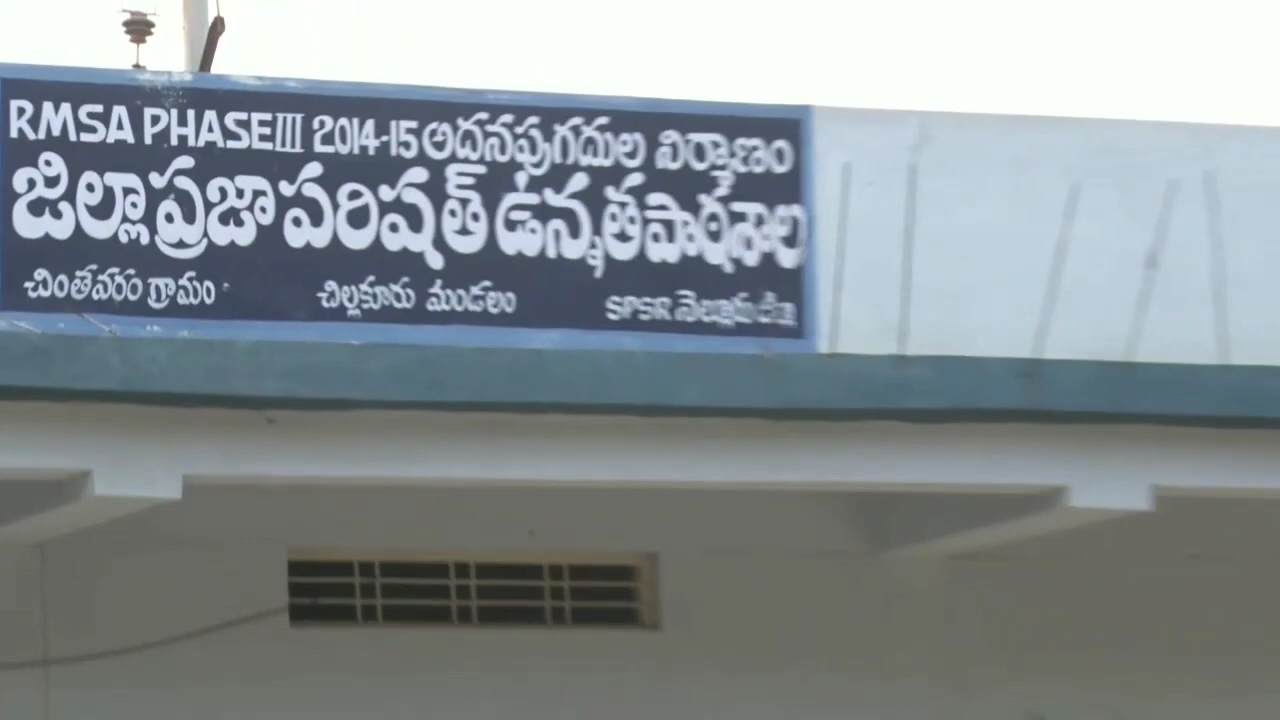 RMSA PHASE III 2014-15 అదనపుగదుల నిర్మాణం
జిల్లా ప్రజా పరిషత్ ఉన్నత పాఠశాల
చింతవరం గ్రామం చిల్లకూరు మండలం SPSR నెల్లూరు జిల్లా